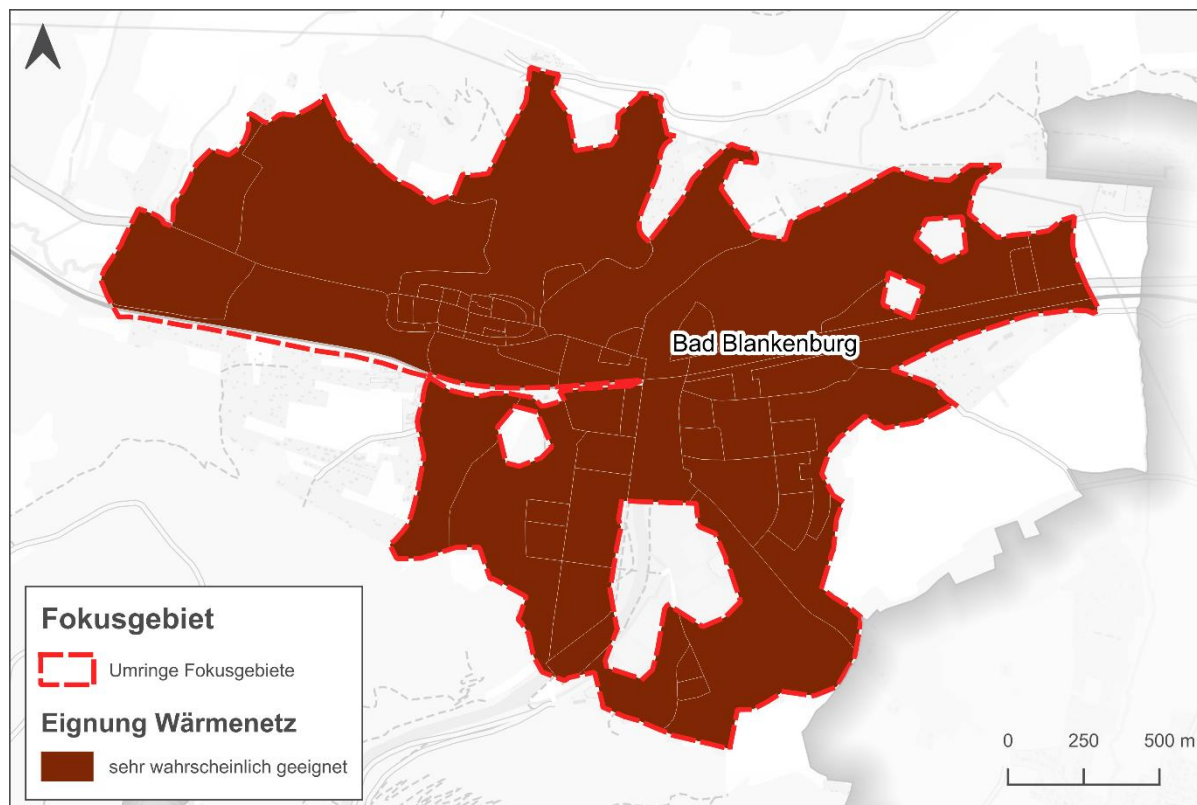 Bad Blankenburg
Fokusgebiet
Umringe Fokusgebiete
Eignung Wärmenetz
sehr wahrscheinlich geeignet
0 250 500 m